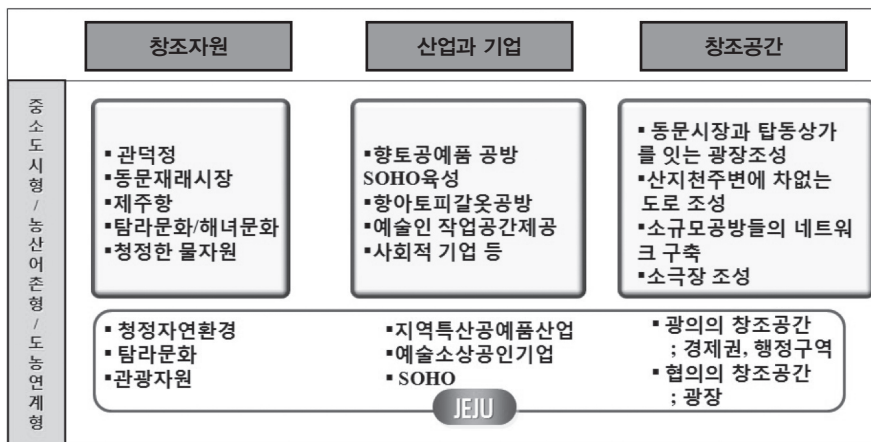 창조자원
산업과 기업
창조공간
중소도시형/농산어촌형/도농연계형
▪ 관덕정
▪동문재래시장
▪제주항
▪탐라문화/해녀문화
▪청정한 물자원
▪향토공예품 공방
SOHO육성
▪항아토피갈옷공방
▪예술인 작업공간제공
▪사회적 기업 등
▪ 동문시장과 탑동상가
를 잇는 광장조성
▪산지천주변에 차없는
도로 조성
▪소규모공방들의 네트워
크 구축
▪소극장 조성
▪ 청정자연환경
▪ 탐라문화
▪관광자원
▪지역특산공예품산업
▪예술소상공인기업
▪ SOHO
▪ 광의의 창조공간
; 경제권, 행정구역
▪ 협의의 창조공간
; 광장
JEJU